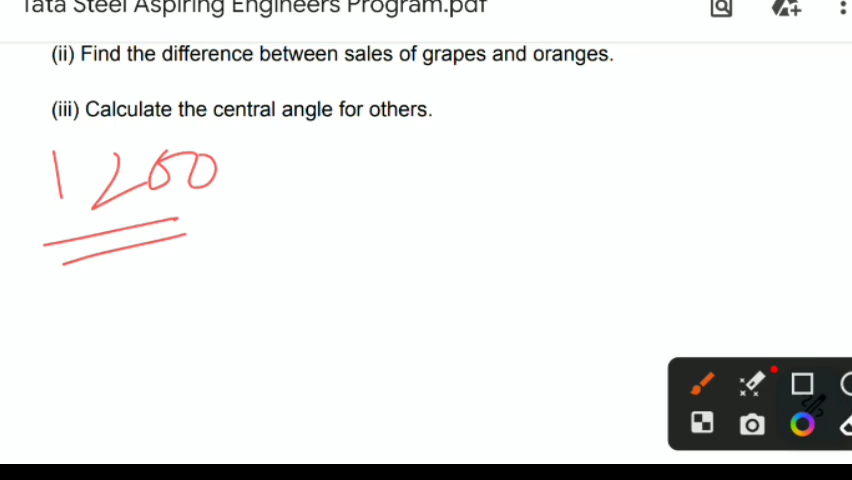 Tata Steel Aspiring Engineers Program.pdf
(ii) Find the difference between sales of grapes and oranges.
(iii) Calculate the central angle for others.
1200